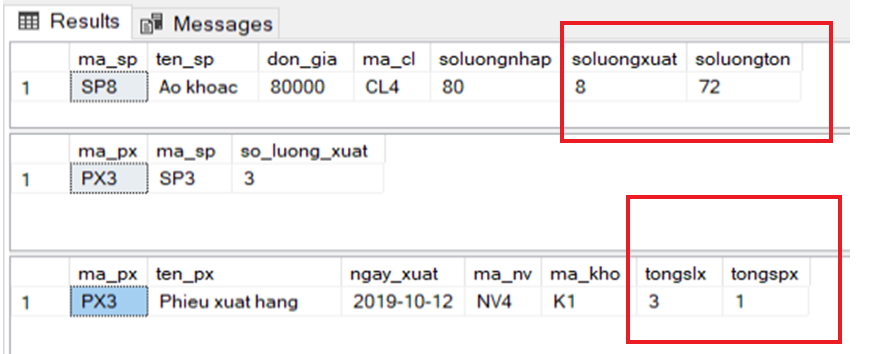 Results Messages
ma_sp ten_sp don_gia ma_cl soluongnhap soluongxuat soluongton
1 SP8 Ao khoac 80000 CL4 80 8 72
ma_px ma_sp so_luong_xuat
1 PX3 SP3 3
ma_px ten_px ngay_xuat ma_nv ma_kho tongslx tongspx
1 PX3 Phieu xuat hang 2019-10-12 NV4 K1 3 1